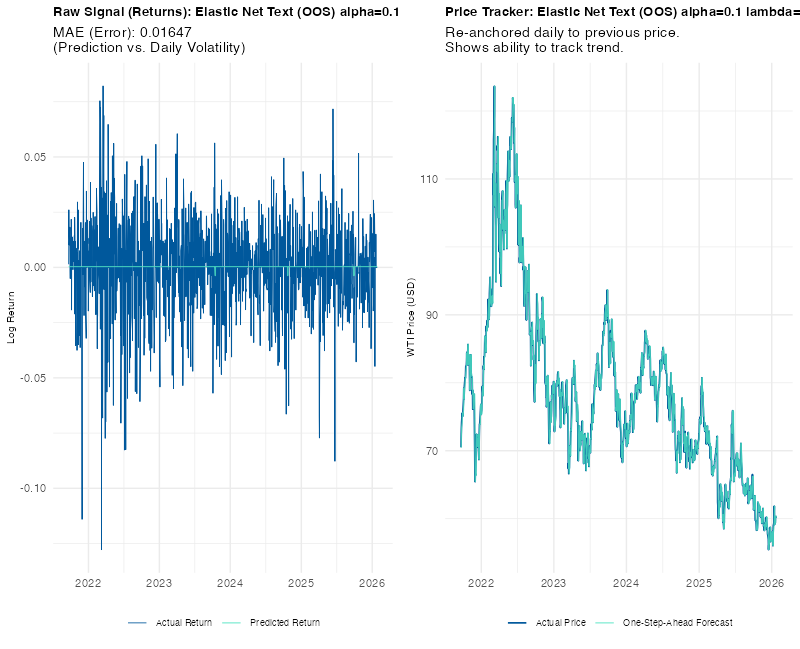 Raw Signal (Returns): Elastic Net Text (OOS) alpha=0.1
MAE (Error): 0.01647
(Prediction vs. Daily Volatility)
Log Return
0.05
0.00
-0.05
-0.10
2022 2023 2024 2025 2026
Actual Return Predicted Return
Price Tracker: Elastic Net Text (OOS) alpha=0.1 lambda=
Re-anchored daily to previous price.
Shows ability to track trend.
WTI Price (USD)
110
90
70
2022 2023 2024 2025 2026
Actual Price One-Step-Ahead Forecast